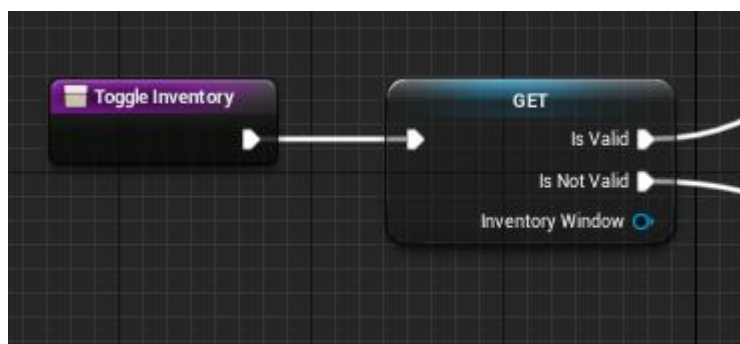 Toggle Inventory
GET
Is Valid
Is Not Valid
Inventory Window